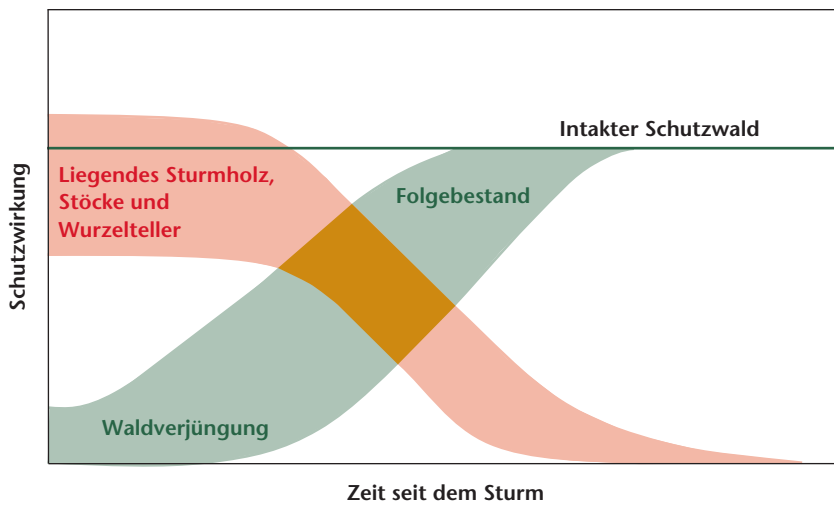 Intakter Schutzwald
Liegendes Sturmholz,
Stöcke und
Wurzelteller
Folgebestand
Schutzwirkung
Waldverjüngung
Zeit seit dem Sturm